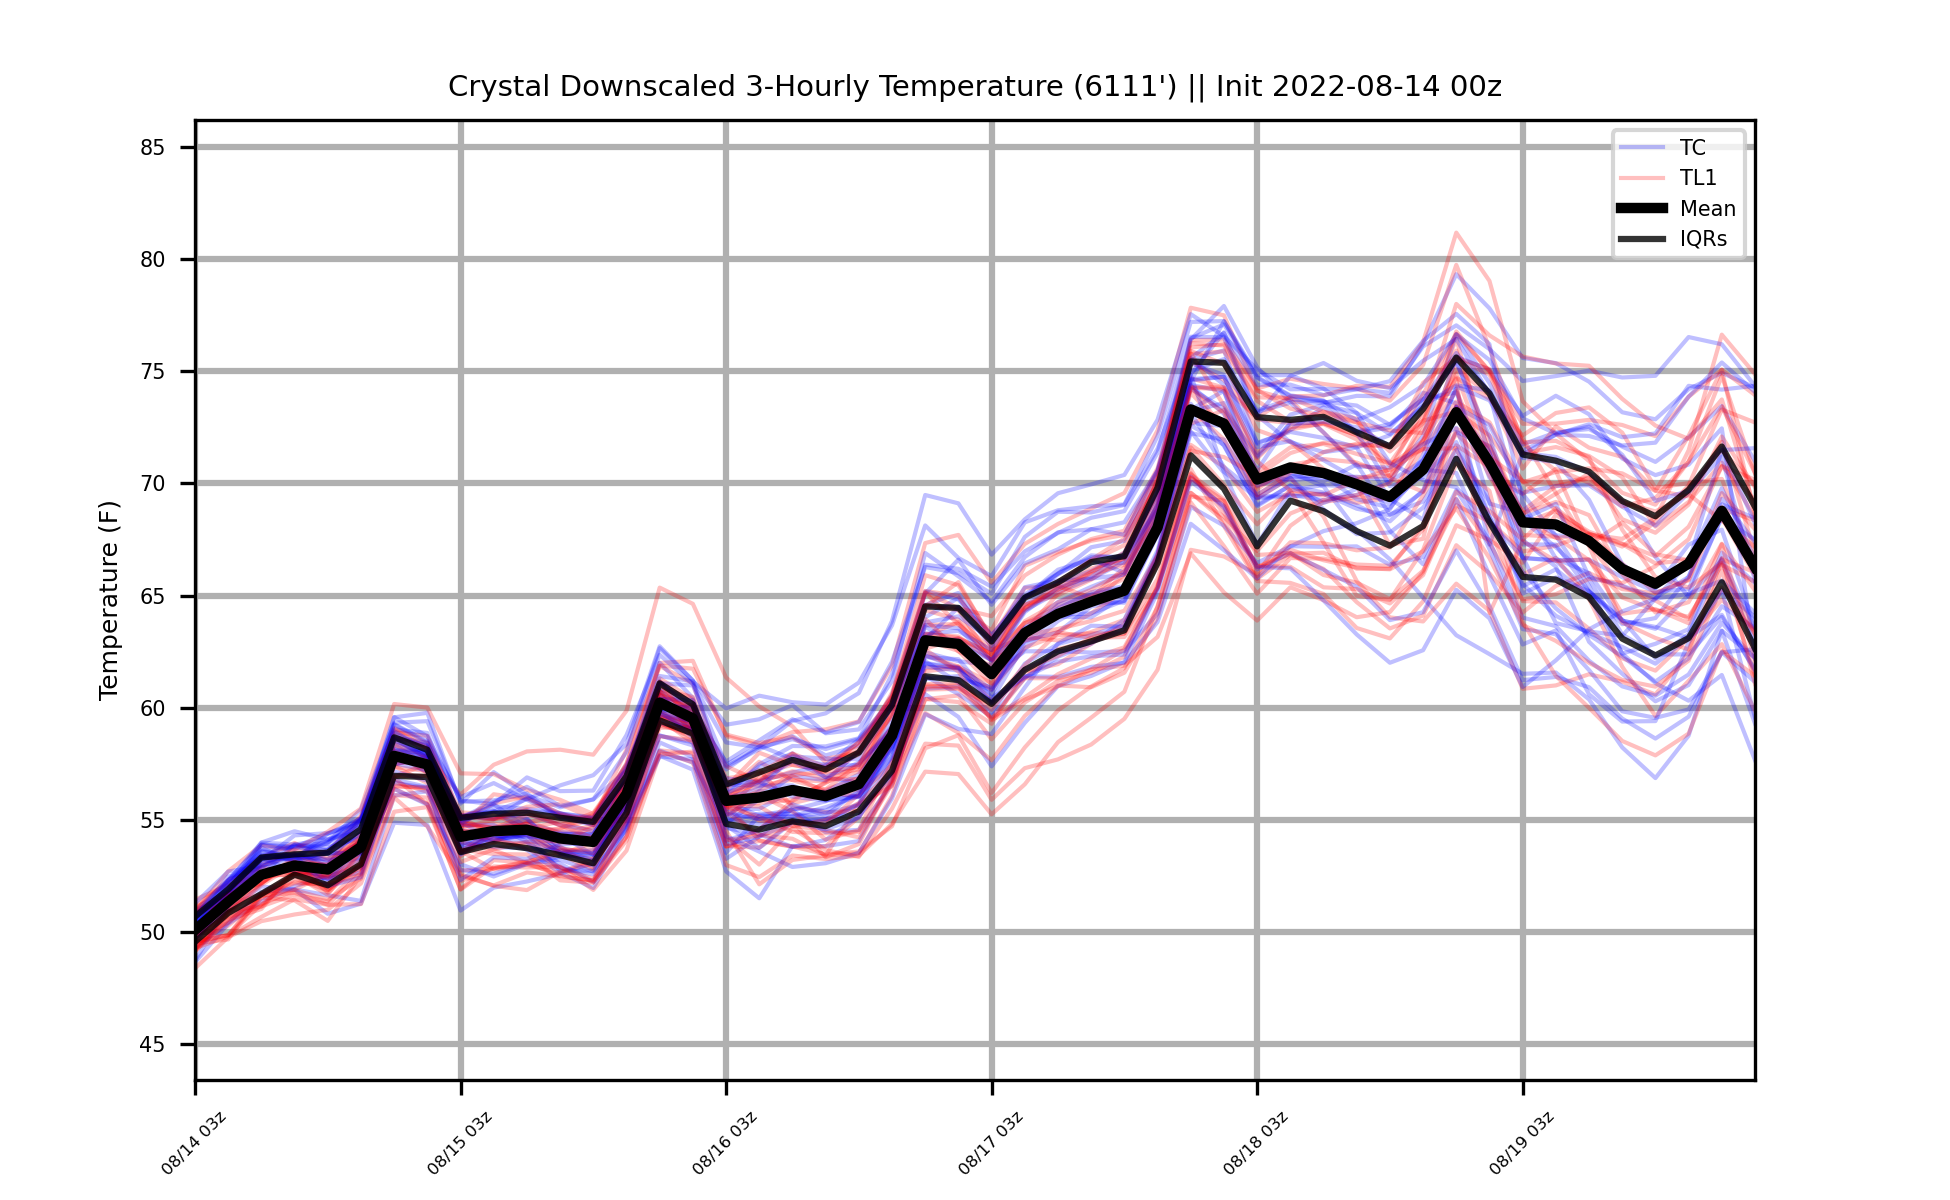 Crystal Downscaled 3-Hourly Temperature (6111') || Init 2022-08-14 00z
TC
TL1
Mean
IQRs
Temperature (F)
85
80
75
70
65
60
55
50
45
08/14 03z
08/15 03z
08/16 03z
08/17 03z
08/18 03z
08/19 03z